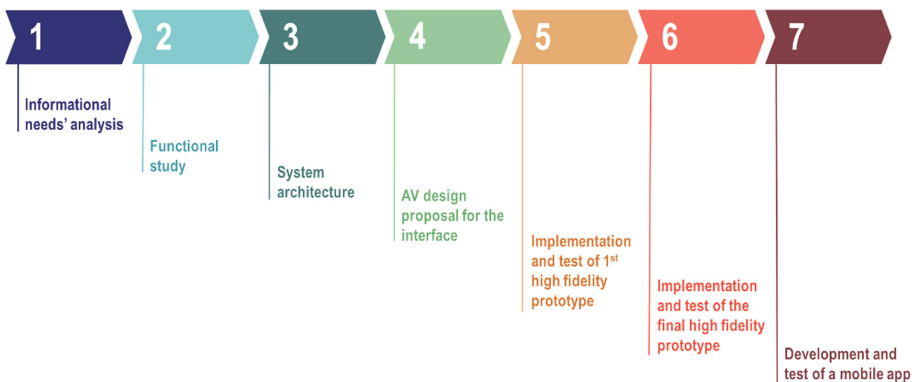 1
2
3
4
5
6
7
Informational
needs’ analysis
Functional
study
System
architecture
AV design
proposal for the
interface
Implementation
and test of 1st
high fidelity
prototype
Implementation
and test of the
final high fidelity
prototype
Development and
test of a mobile app